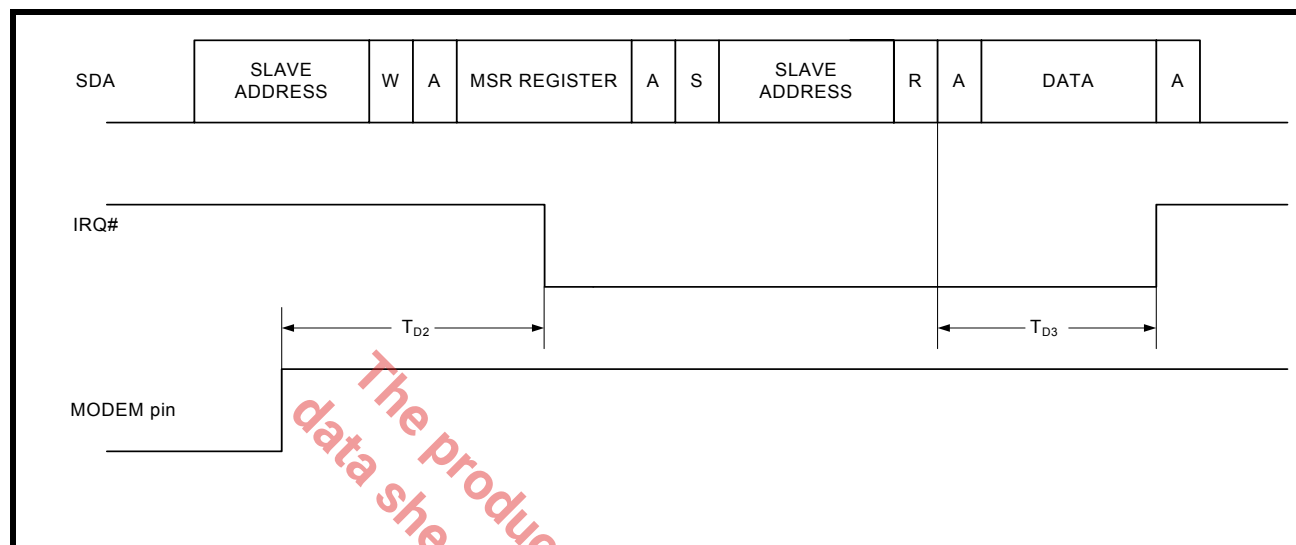 SDA
SLAVE
ADDRESS
W
A
MSR REGISTER
A
S
SLAVE
ADDRESS
R
A
DATA
A
IRQ#
TD2
TD3
MODEM pin
The produc
data she